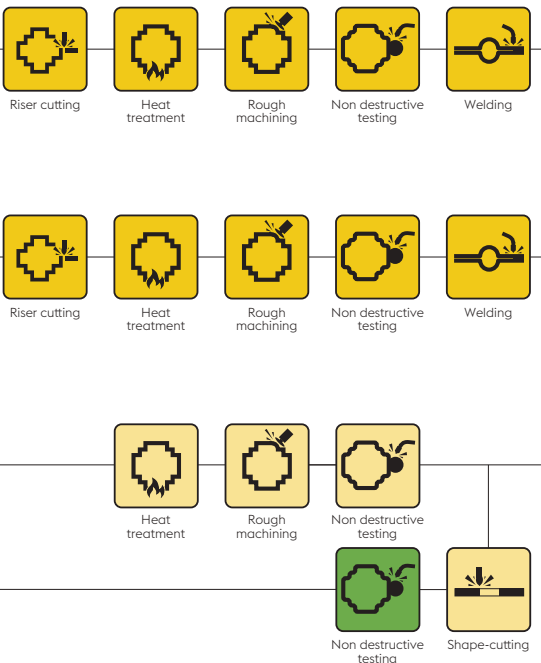 Riser cutting
Heat
treatment
Rough
machining
Non destructive
testing
Welding
Riser cutting
Heat
treatment
Rough
machining
Non destructive
testing
Welding
Heat
treatment
Rough
machining
Non destructive
testing
Non destructive
testing
Shape-cutting